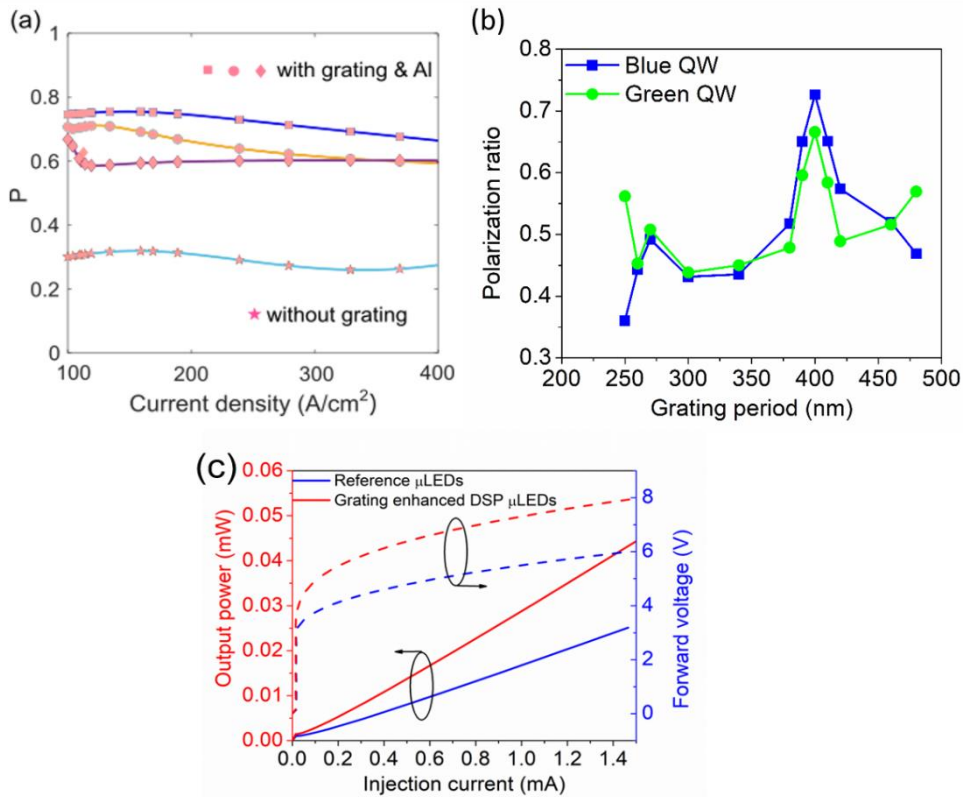 (a)
with grating & Al
without grating
P
1
0.8
0.6
0.4
0.2
0
100
200
300
400
Current density (A/cm²)
(b)
Blue QW
Green QW
Polarization ratio
0.8
0.7
0.6
0.5
0.4
0.3
200
250
300
350
400
450
500
Grating period (nm)
(c)
Reference μLEDs
Grating enhanced DSP μLEDs
Output power (mW)
0.06
0.05
0.04
0.03
0.02
0.01
0.00
Forward voltage (V)
8
6
4
2
0
0.0
0.2
0.4
0.6
0.8
1.0
1.2
1.4
Injection current (mA)